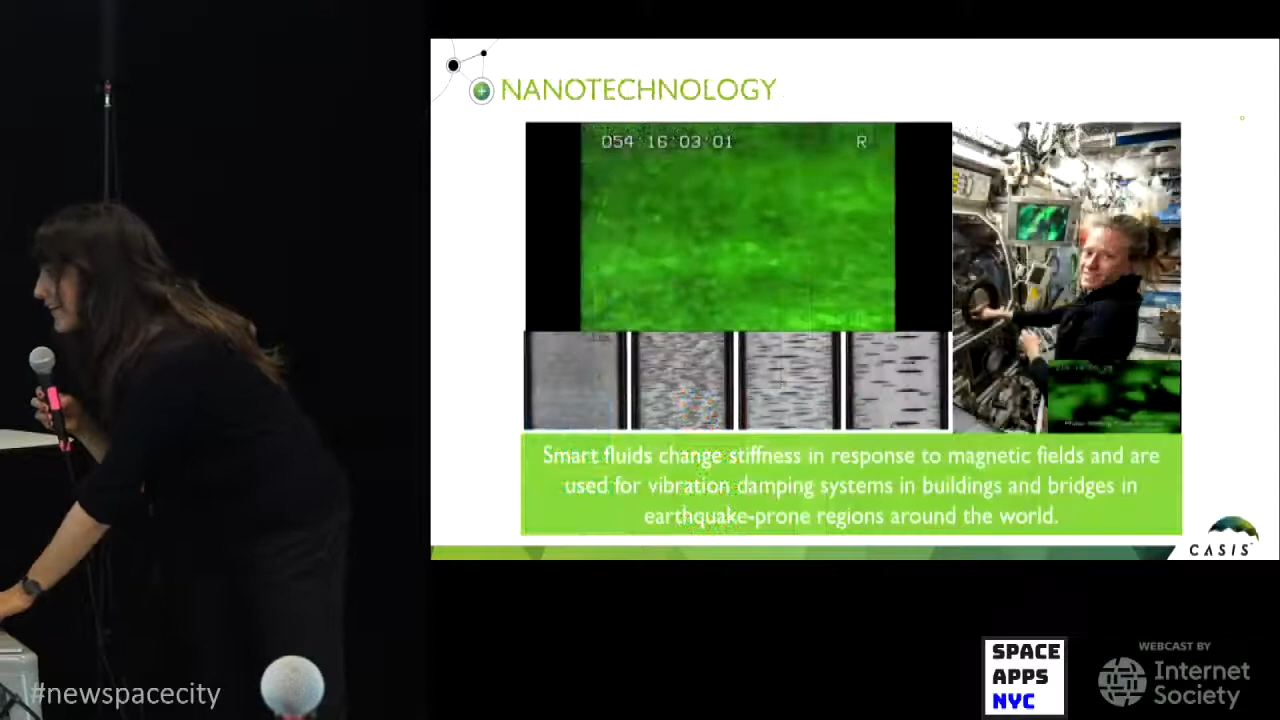 NANOTECHNOLOGY
054 16:03:01 R
Smart fluids change stiffness in response to magnetic fields and are
used for vibration damping systems in buildings and bridges in
earthquake-prone regions around the world.
CASIS
SPACE
APPS
NYC
WEBCAST BY
Internet
Society
#newspacecity